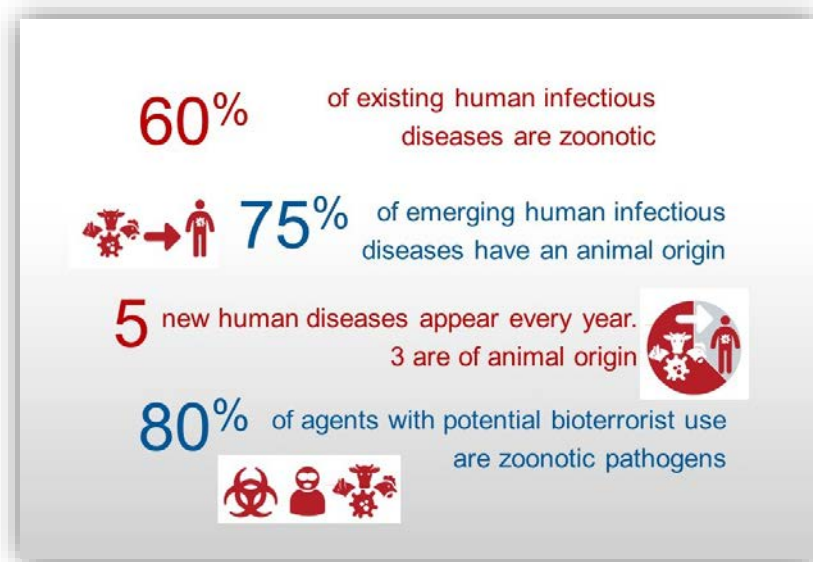 60% of existing human infectious
diseases are zoonotic
75% of emerging human infectious
diseases have an animal origin
5 new human diseases appear every year.
3 are of animal origin
80% of agents with potential bioterrorist use
are zoonotic pathogens